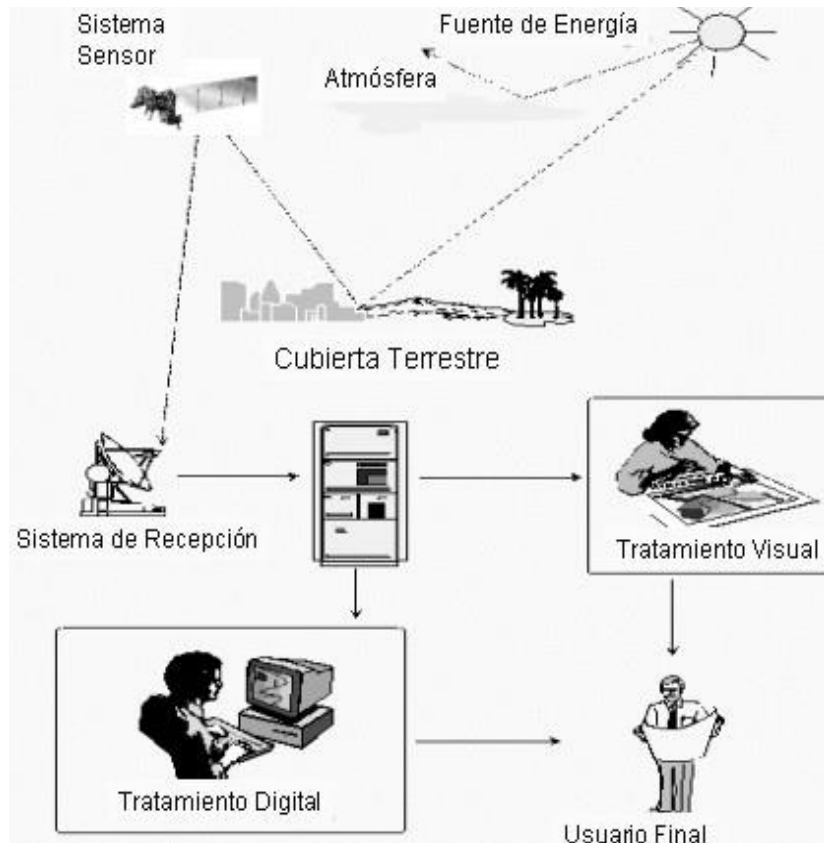 Sistema
Sensor
Fuente de Energía
Atmósfera
Cubierta Terrestre
Sistema de Recepción
Tratamiento Visual
Tratamiento Digital
Usuario Final